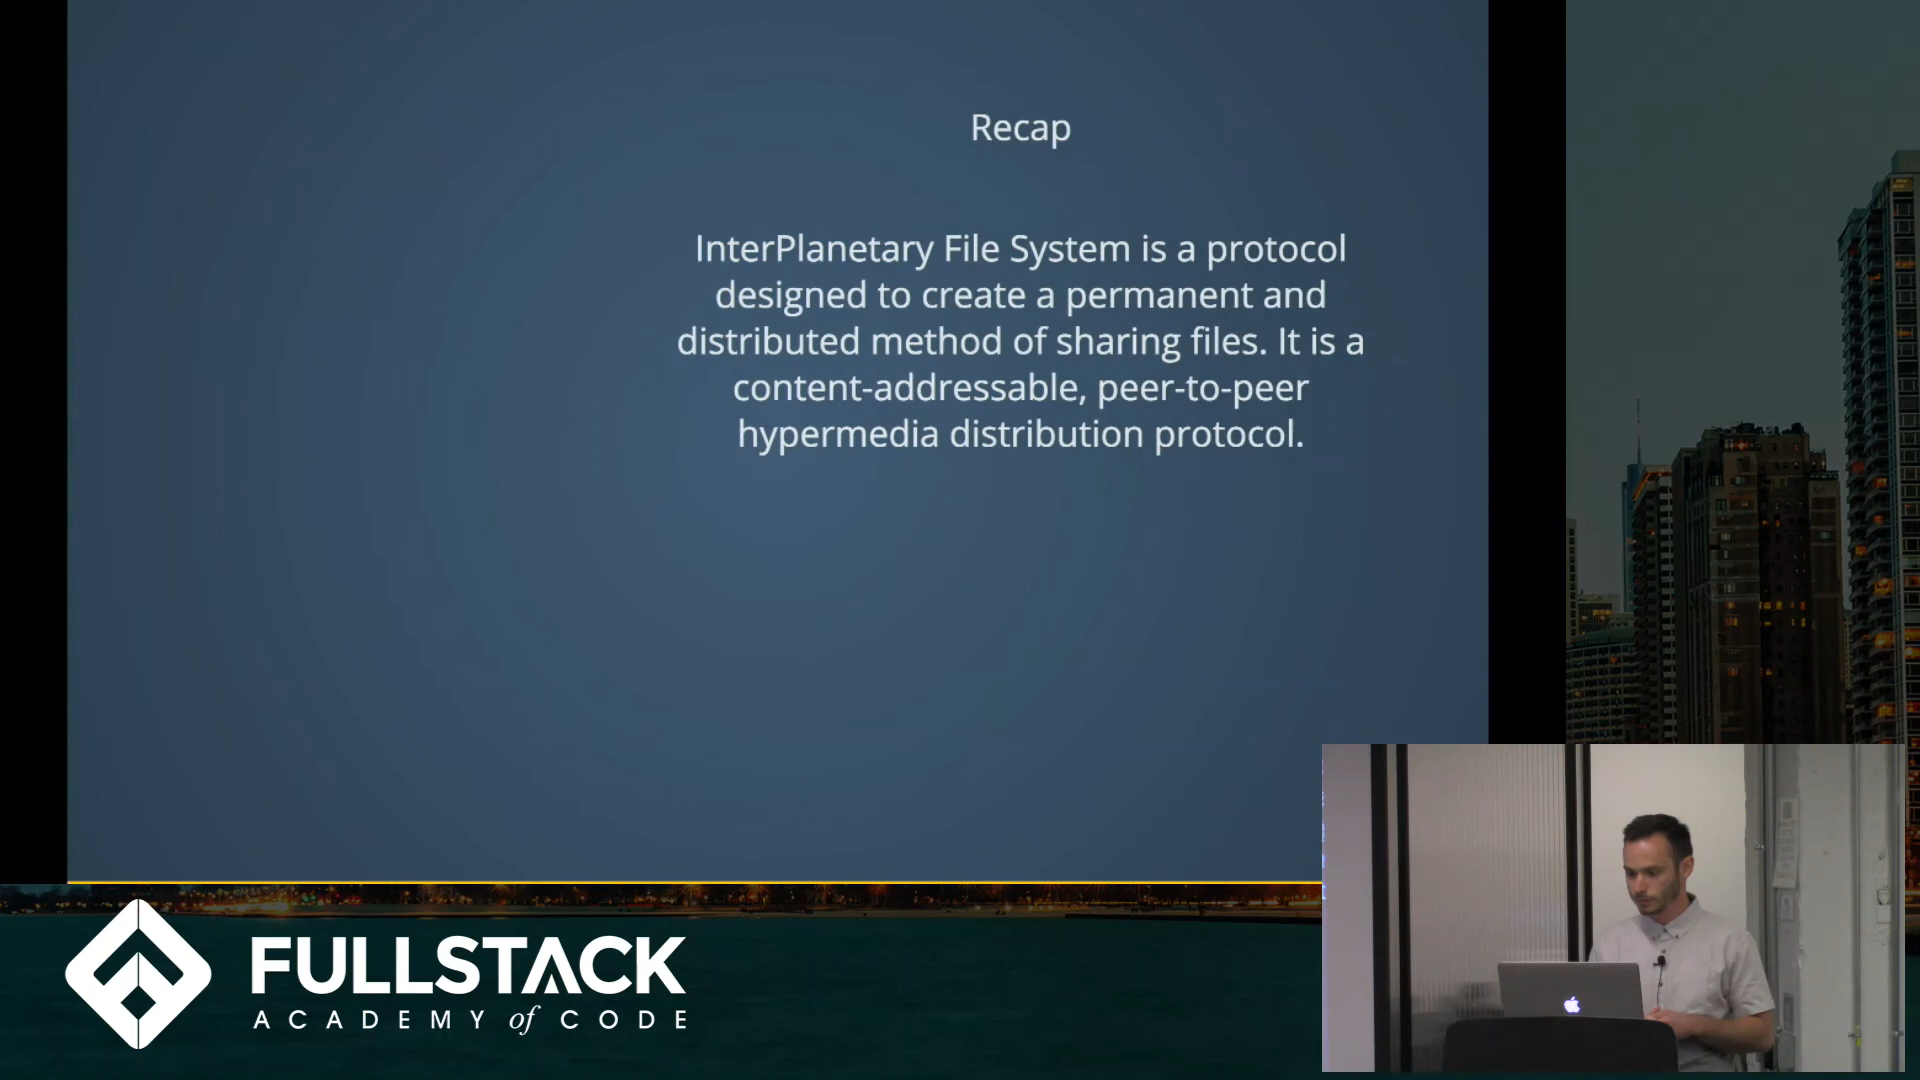 Recap
InterPlanetary File System is a protocol
designed to create a permanent and
distributed method of sharing files. It is a
content-addressable, peer-to-peer
hypermedia distribution protocol.
FULLSTACK
ACADEMY of CODE